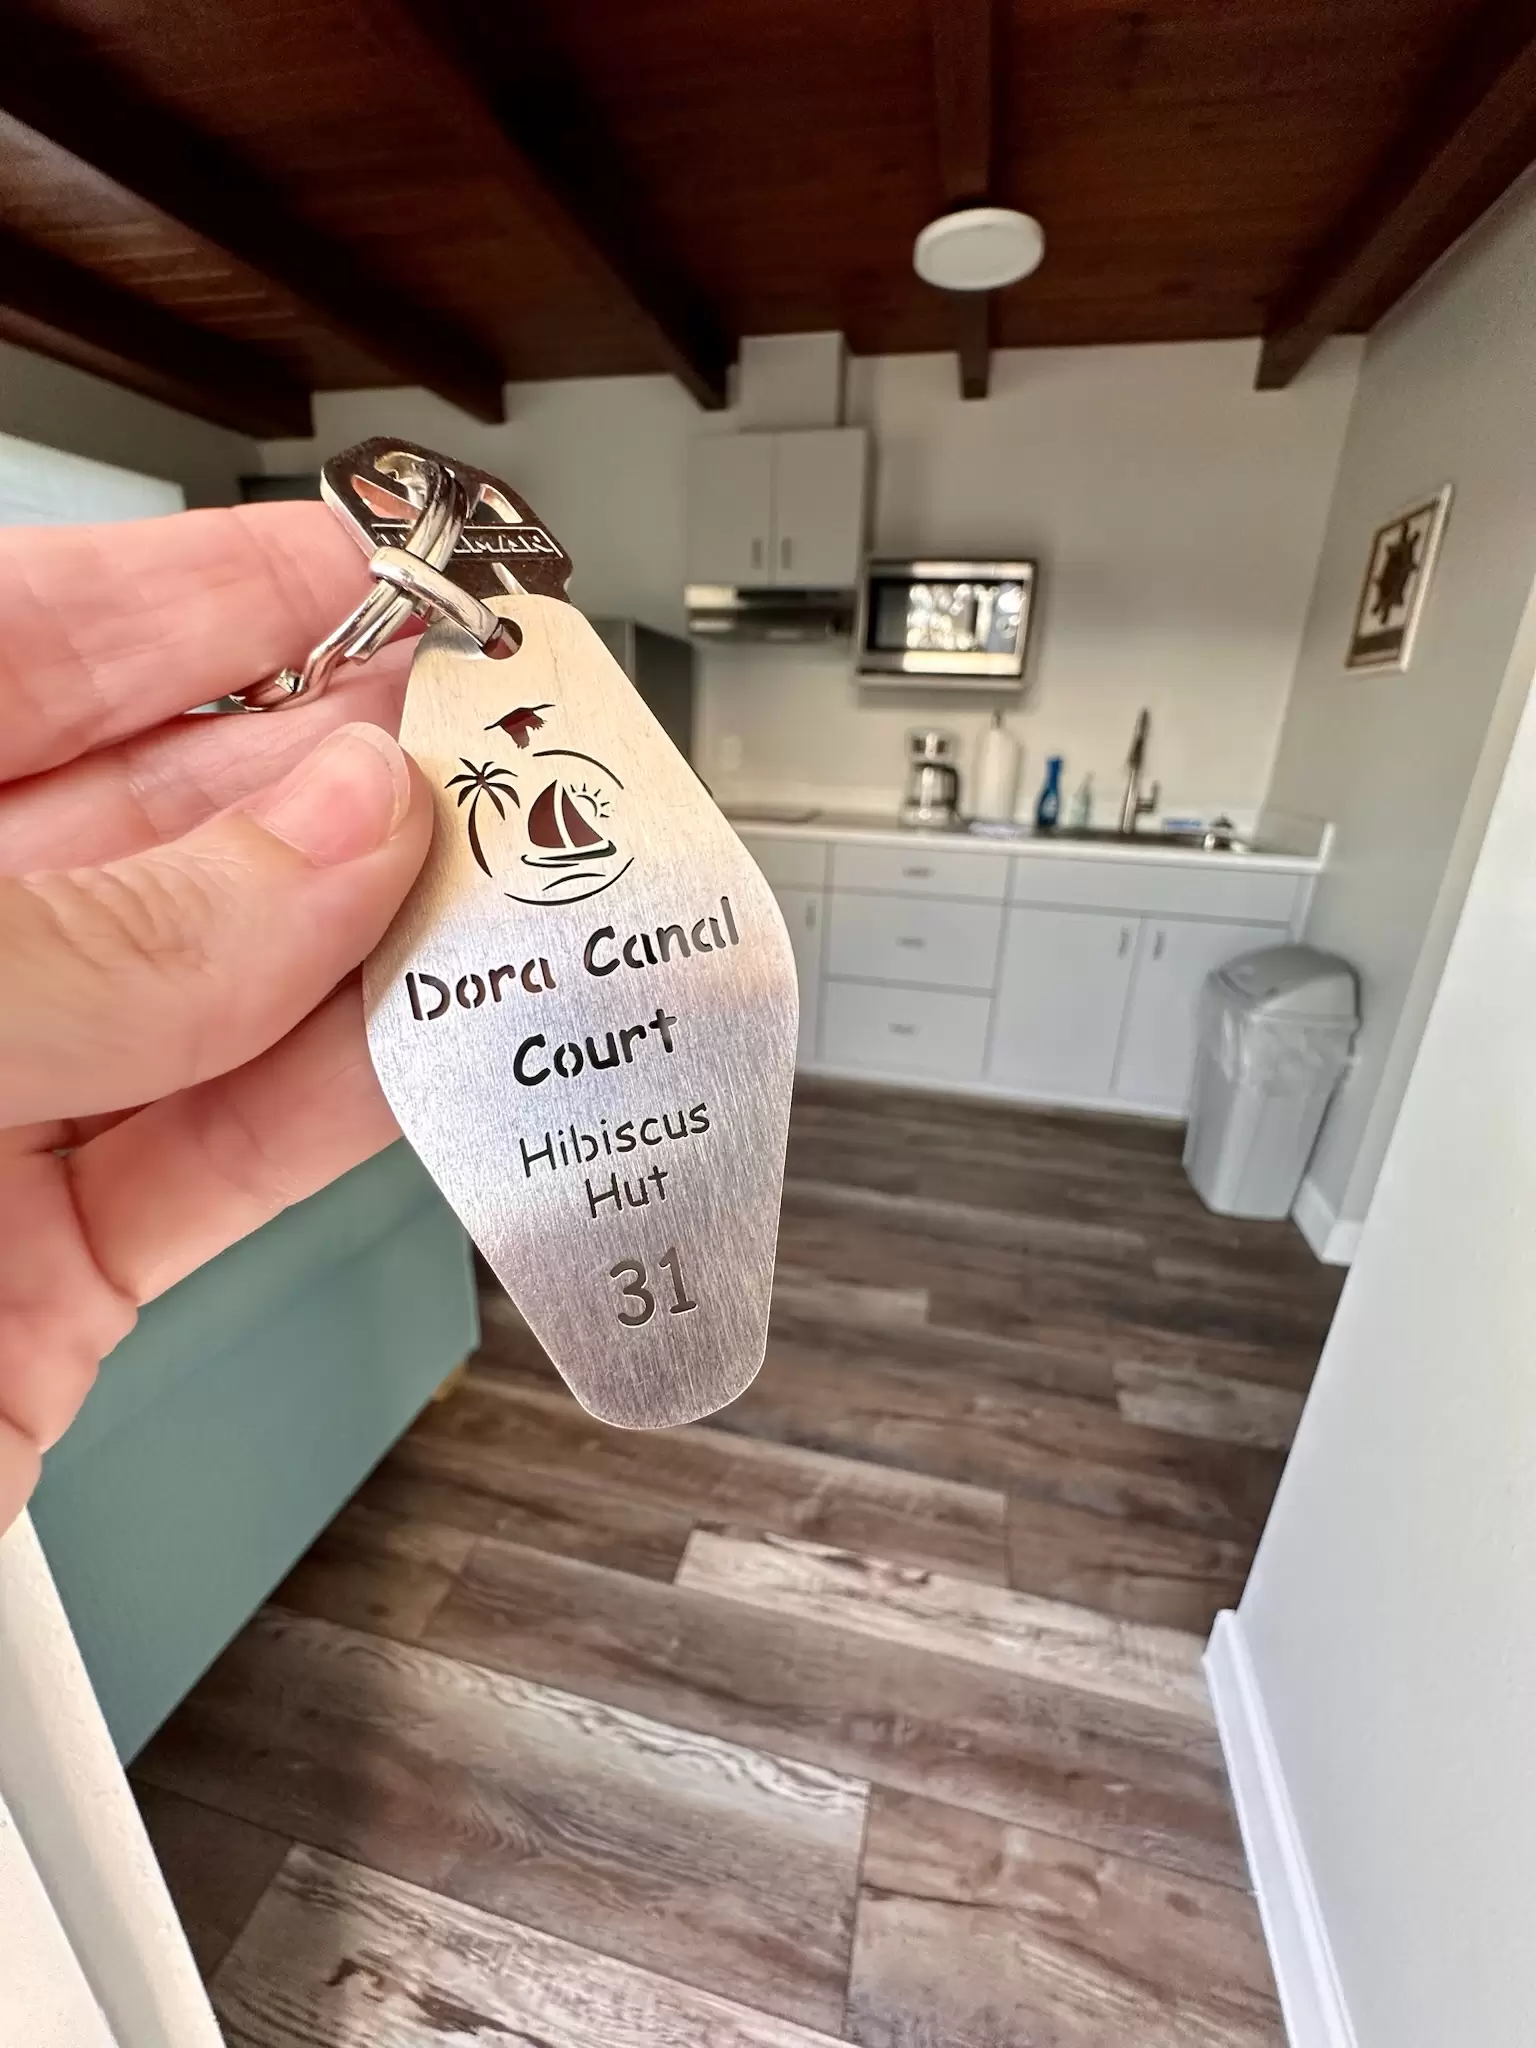 Dora Canal
Court
Hibiscus
Hut
31